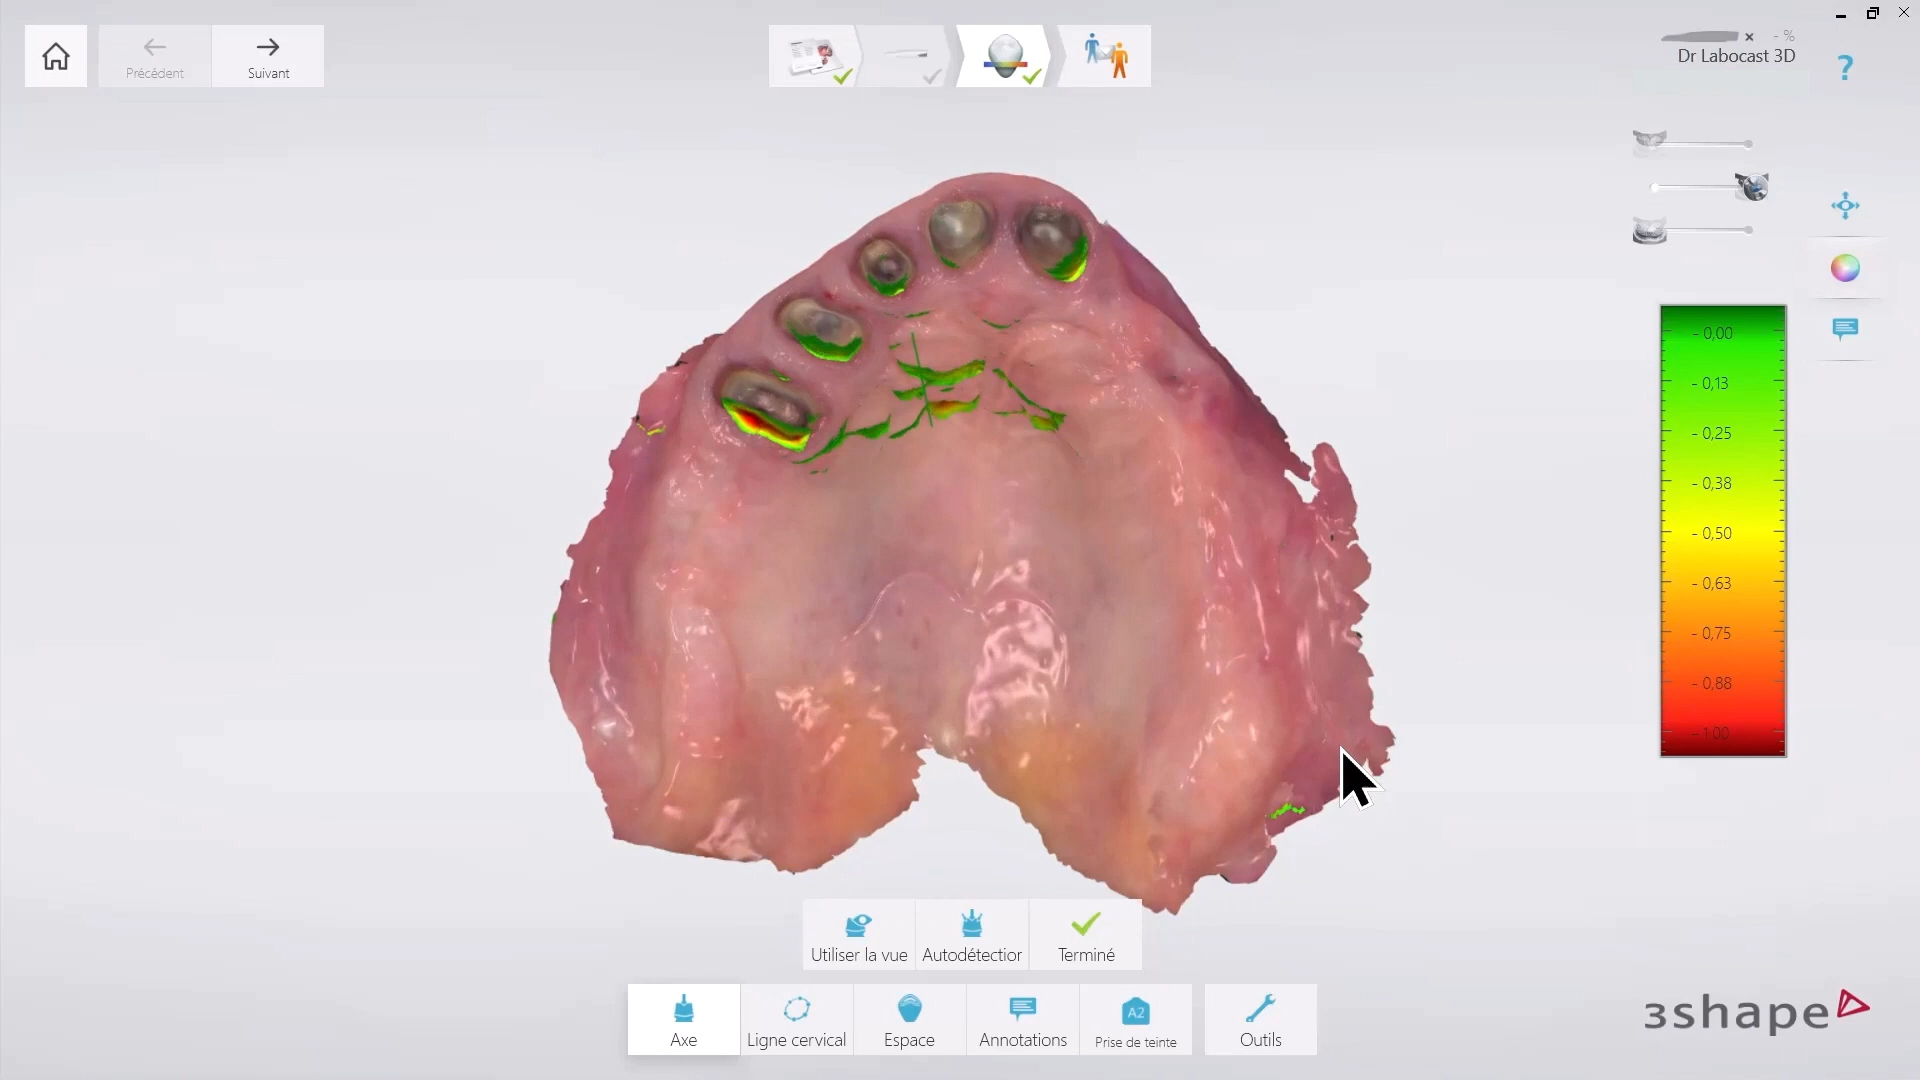 Précédent
Suivant
- %
Dr Labocast 3D
?
- 0,00
- 0,13
- 0,25
- 0,38
- 0,50
- 0,63
- 0,75
- 0,88
- 1,00
Utiliser la vue
Autodétectior
Terminé
Axe
Ligne cervical
Espace
Annotations
A2
Prise de teinte
Outils
3shape